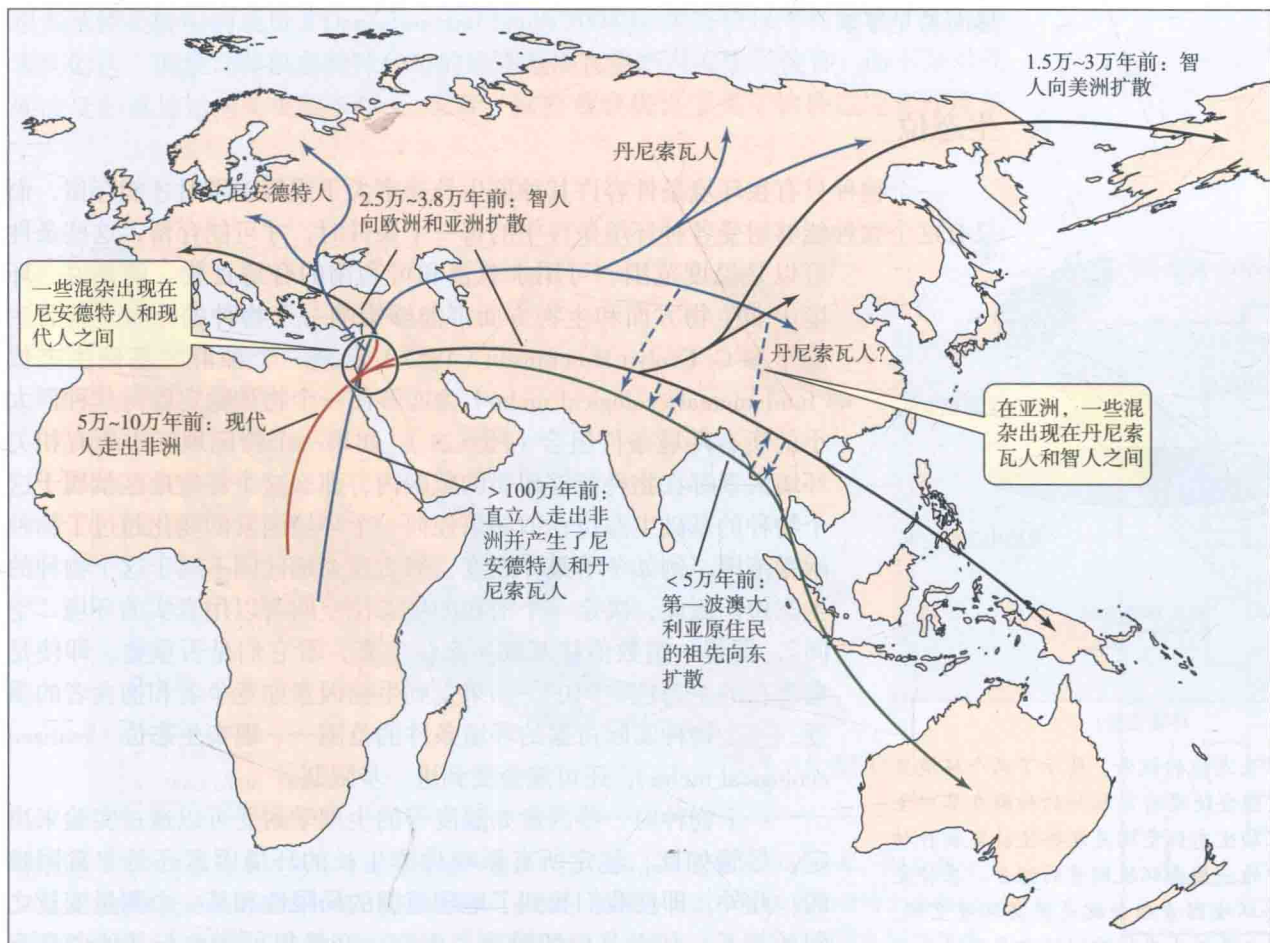 1.5万~3万年前：智
人向美洲扩散
丹尼索瓦人
尼安德特人
2.5万~3.8万年前：智人
向欧洲和亚洲扩散
一些混杂出现在
尼安德特人和现
代人之间
丹尼索瓦人?
在亚洲，一些混
杂出现在丹尼索
瓦人和智人之间
5万~10万年前：现代
人走出非洲
> 100万年前：
直立人走出非
洲并产生了尼
安德特人和丹
尼索瓦人
< 5万年前：
第一波澳大
利亚原住民
的祖先向东
扩散